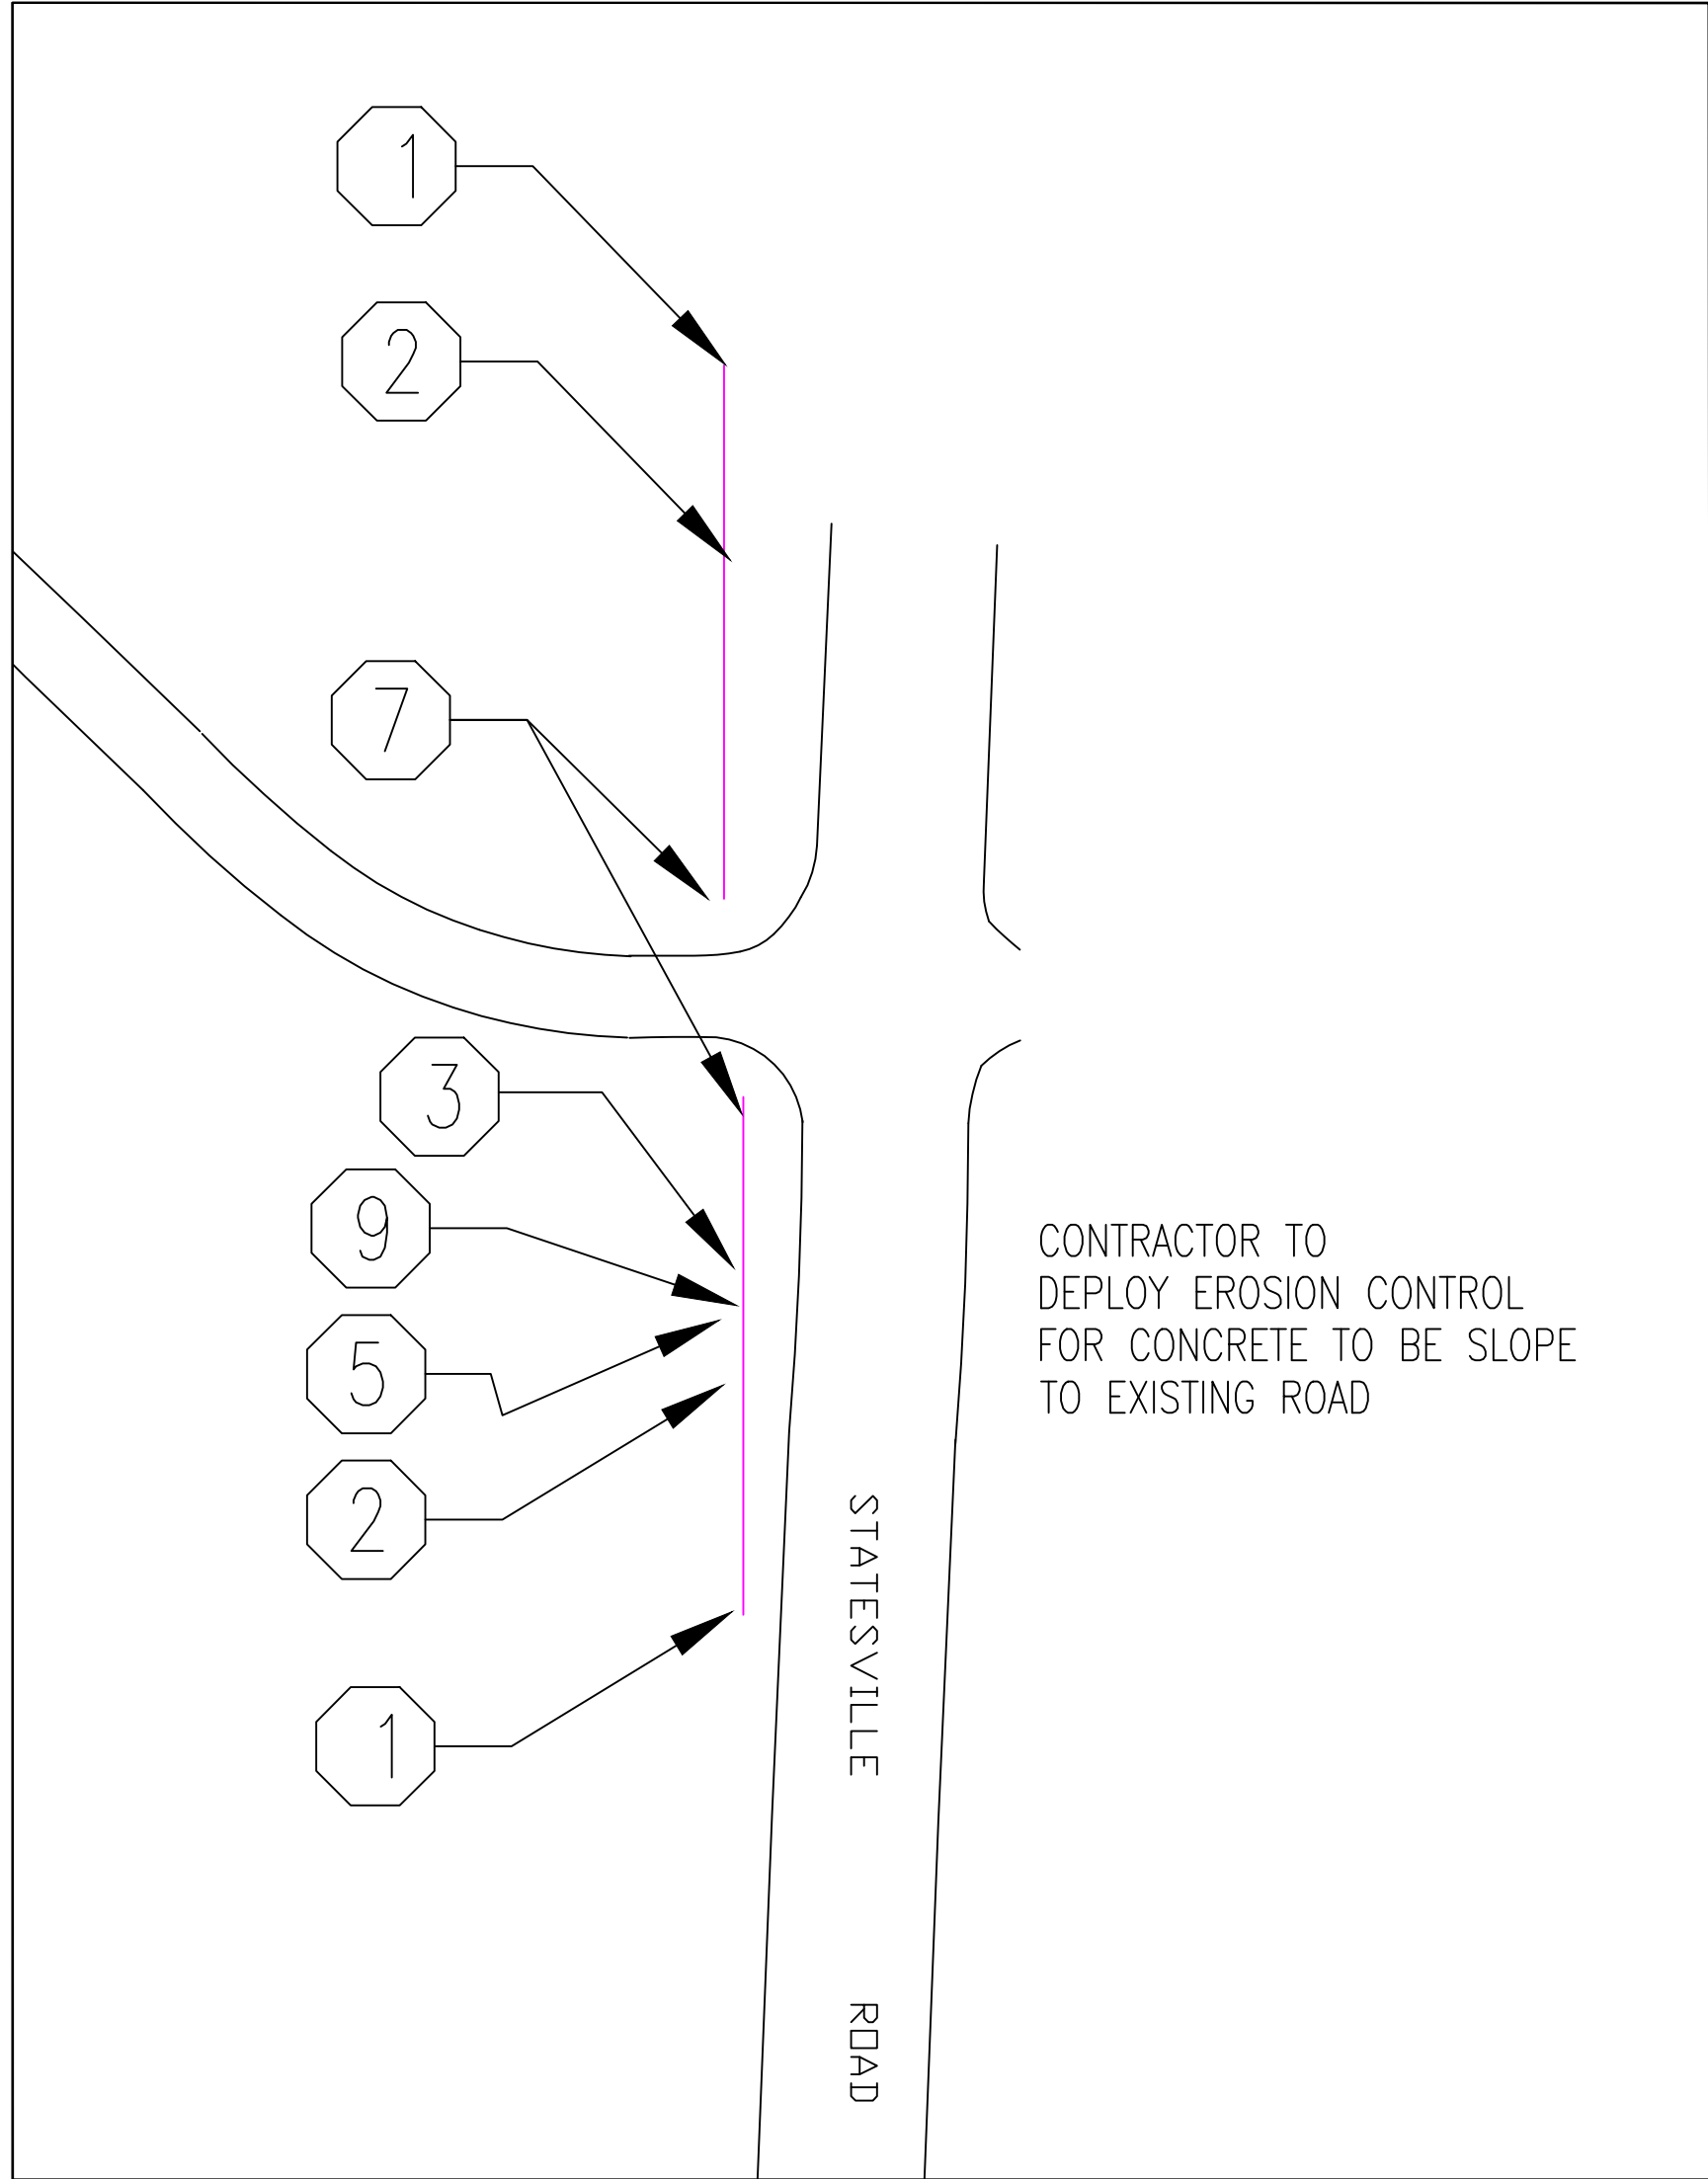 1
2
7
3
9
5
2
1
CONTRACTOR TO
DEPLOY EROSION CONTROL
FOR CONCRETE TO BE SLOPE
TO EXISTING ROAD
STATESVILLE ROAD